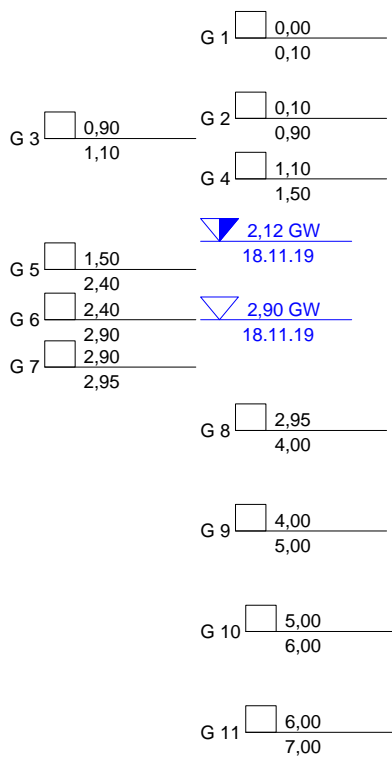 G 1 0,00
0,10
G 2 0,10
0,90
G 3 0,90
1,10
G 4 1,10
1,50
2,12 GW
18.11.19
G 5 1,50
2,40
G 6 2,40
2,90
2,90 GW
18.11.19
G 7 2,90
2,95
G 8 2,95
4,00
G 9 4,00
5,00
G 10 5,00
6,00
G 11 6,00
7,00